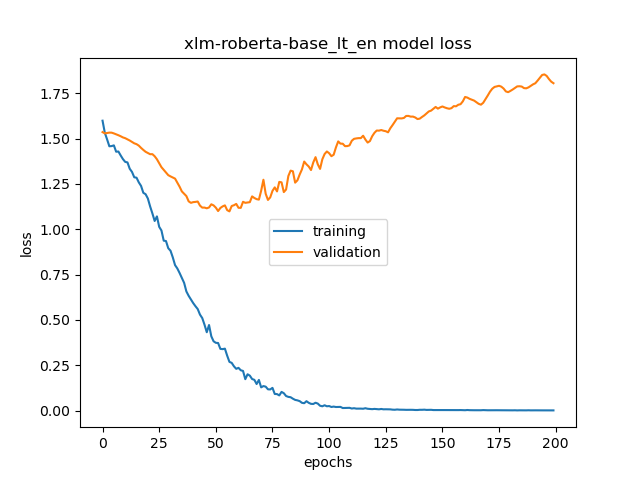 xlm-roberta-base_lt_en model loss
1.75
1.50
1.25
1.00
0.75
0.50
0.25
0.00
loss
training
validation
0 25 50 75 100 125 150 175 200
epochs